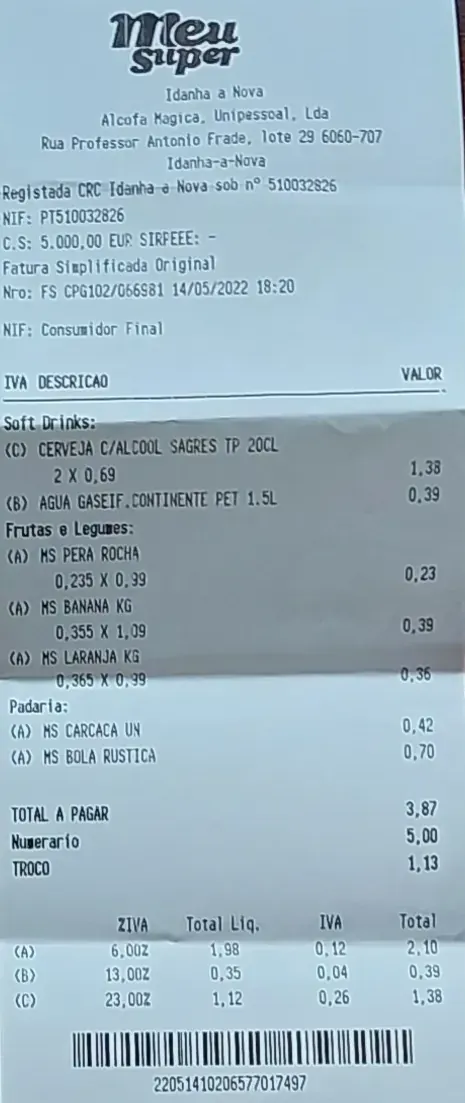 Meu
super
Idanha a Nova
Alcofa Magica, Unipessoal, Lda
Rua Professor Antonio Frade, lote 29 6060-707
Idanha-a-Nova
Registada CRC Idanha a Nova sob nº 510032826
NIF: PT510032826
C.S: 5.000,00 EUR SIRPEEE: -
Fatura Simplificada Original
Nro: FS CPG102/066981 14/05/2022 18:20
NIF: Consumidor Final
IVA DESCRICAO VALOR
Soft Drinks:
(C) CERVEJA C/ALCOOL SAGRES TP 20CL
2 X 0,69 1,38
(B) AGUA GASEIF.CONTINENTE PET 1.5L 0,39
Frutas e Legumes:
(A) MS PERA ROCHA
0,235 X 0,99 0,23
(A) MS BANANA KG
0,355 X 1,09 0,39
(A) MS LARANJA KG
0,365 X 0,99 0,36
Padaria:
(A) MS CARCACA UN 0,42
(A) MS BOLA RUSTICA 0,70
TOTAL A PAGAR 3,87
Numerario 5,00
TROCO 1,13
%IVA Total Liq. IVA Total
(A) 6,00% 1,98 0,12 2,10
(B) 13,00% 0,35 0,04 0,39
(C) 23,00% 1,12 0,26 1,38
22051410206577017497